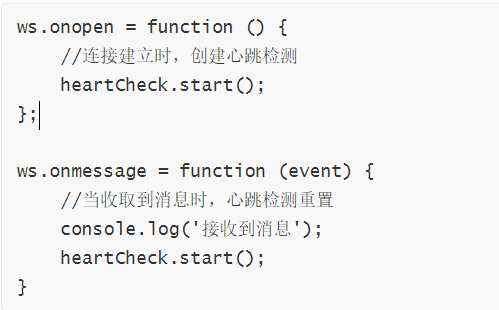 ws.onopen = function () {
    //连接建立时，创建心跳检测
    heartCheck.start();
};
ws.onmessage = function (event) {
    //当收取到消息时，心跳检测重置
    console.log('接收到消息');
    heartCheck.start();
}